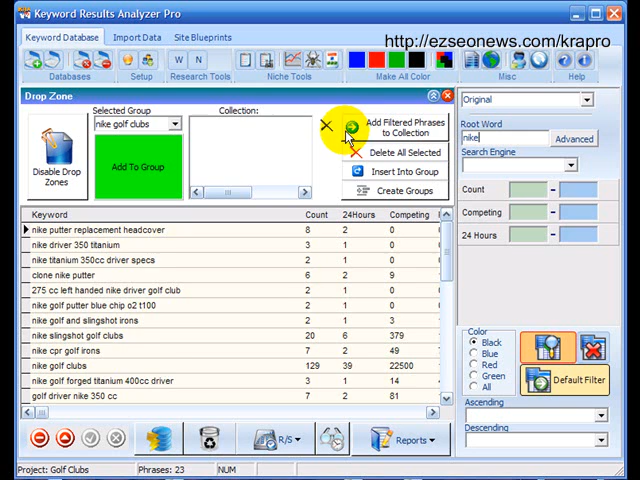 Keyword Results Analyzer Pro
Keyword Database
Import Data
Site Blueprints
http://ezseonews.com/krapro
W
N
?
i
Databases
Setup
Research Tools
Niche Tools
Make All Color
Misc
Help
Drop Zone
Selected Group
Collection:
nike golf clubs
Disable Drop
Zones
Add To Group
Add Filtered Phrases
to Collection
Delete All Selected
Insert Into Group
Create Groups
Original
Root Word
nike
Advanced
Search Engine
Count
Competing
24 Hours
Keyword Count 24Hours Competing
nike putter replacement headcover 8 2 0
nike driver 350 titanium 3 1 0
nike titanium 350cc driver specs 2 1 0
clone nike putter 6 2 9
275 cc left handed nike driver golf 2 1 0
nike golf putter blue chip o2 t100 2 1 0
nike golf and slingshot irons 2 1 3
nike slingshot golf clubs 20 6 379
nike cpr golf irons 7 2 49
nike golf clubs 129 39 22500
nike golf forged titanium 400cc driver 3 1 14
golf driver nike 350 cc 7 2 81
Color
Black
Blue
Red
Green
All
Default Filter
Ascending
Descending
R/S
Reports
Project: Golf Clubs
Phrases: 23
NUM